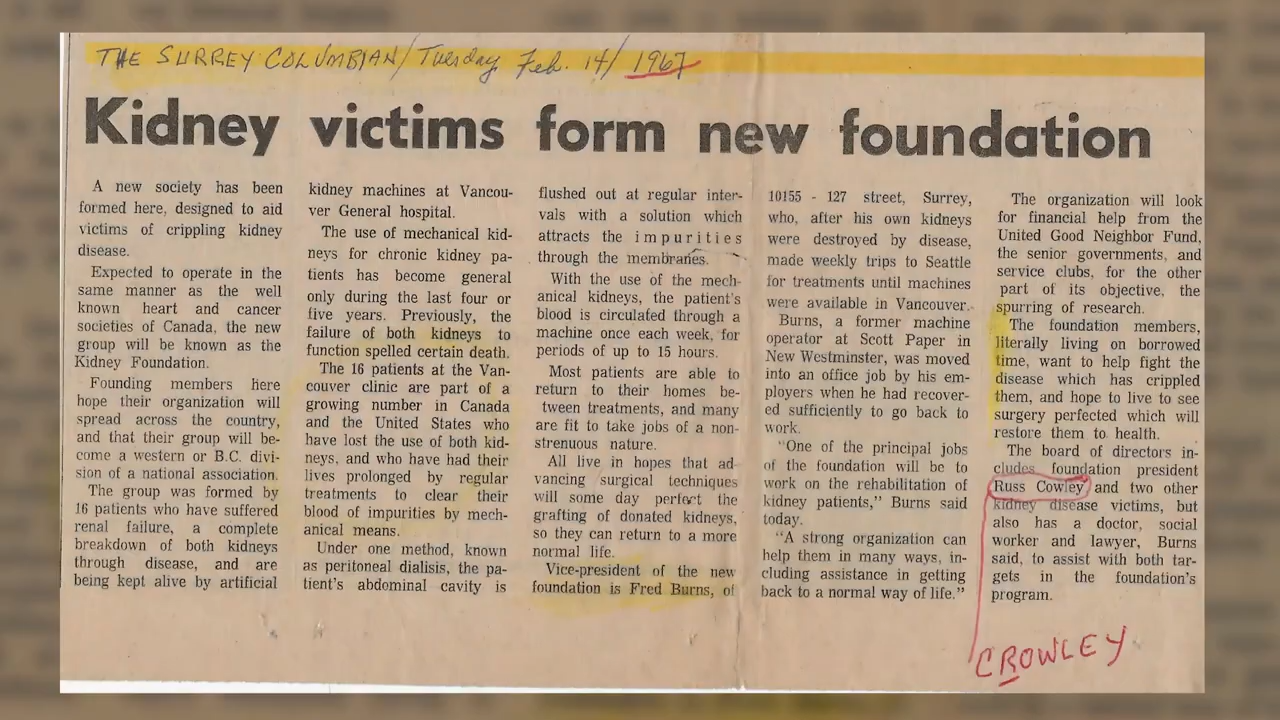 THE SURREY COLUMBIAN/Tuesday Feb. 14/1967
Kidney victims form new foundation
A new society has been
formed here, designed to aid
victims of crippling kidney
disease.
Expected to operate in the
same manner as the well
known heart and cancer
societies of Canada, the new
group will be known as the
Kidney Foundation.
Founding members here
hope their organization will
spread across the country,
and that their group will be-
come a western or B.C. divi-
sion of a national association.
The group was formed by
16 patients who have suffered
renal failure, a complete
breakdown of both kidneys
through disease, and are
being kept alive by artificial
kidney machines at Vancou-
ver General hospital.
The use of mechanical kid-
neys for chronic kidney pa-
tients has become general
only during the last four or
five years. Previously, the
failure of both kidneys to
function spelled certain death.
The 16 patients at the Van-
couver clinic are part of a
growing number in Canada
and the United States who
have lost the use of both kid-
neys, and who have had their
lives prolonged by regular
treatments to clear their
blood of impurities by mech-
anical means.
Under one method, known
as peritoneal dialisis, the pa-
tient's abdominal cavity is
flushed out at regular inter-
vals with a solution which
attracts the impurities
through the membranes.
With the use of the mech-
anical kidneys, the patient's
blood is circulated through a
machine once each week, for
periods of up to 15 hours.
Most patients are able to
return to their homes be-
tween treatments, and many
are fit to take jobs of a non-
strenuous nature.
All live in hopes that ad-
vancing surgical techniques
will some day perfect the
grafting of donated kidneys,
so they can return to a more
normal life.
Vice-president of the new
foundation is Fred Burns, of
10155 - 127 street, Surrey,
who, after his own kidneys
were destroyed by disease,
made weekly trips to Seattle
for treatments until machines
were available in Vancouver.
Burns, a former machine
operator at Scott Paper in
New Westminster, was moved
into an office job by his em-
ployers when he had recover-
ed sufficiently to go back to
work.
"One of the principal jobs
of the foundation will be to
work on the rehabilitation of
kidney patients," Burns said
today.
"A strong organization can
help them in many ways, in-
cluding assistance in getting
back to a normal way of life."
The organization will look
for financial help from the
United Good Neighbor Fund,
the senior governments, and
service clubs, for the other
part of its objective, the
spurring of research.
The foundation members,
literally living on borrowed
time, want to help fight the
disease which has crippled
them, and hope to live to see
surgery perfected which will
restore them to health.
The board of directors in-
cludes foundation president
Russ Cowley and two other
kidney disease victims, but
also has a doctor, social
worker and lawyer, Burns
said, to assist with both tar-
gets in the foundation's
program.
CROWLEY